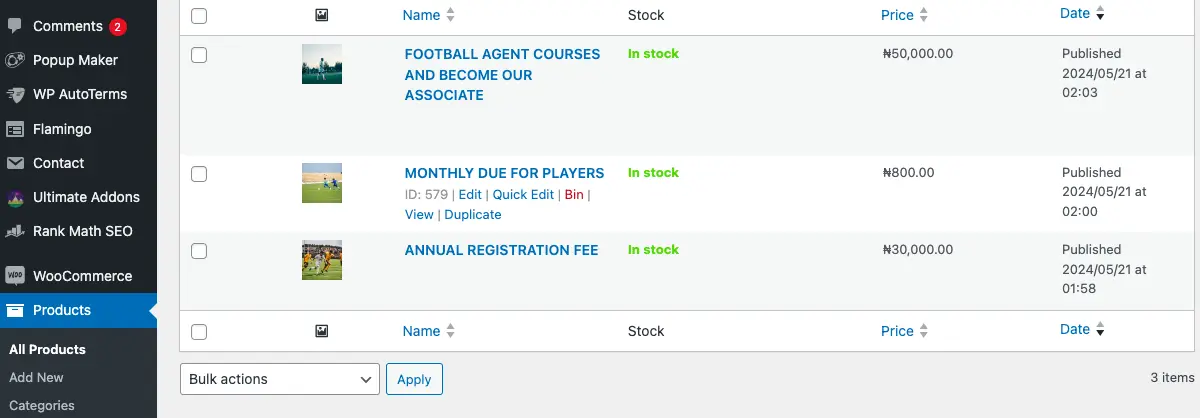 Comments 2
Popup Maker
WP AutoTerms
Flamingo
Contact
Ultimate Addons
Rank Math SEO
WOO WooCommerce
Products
All Products
Add New
Categories
Name Stock Price Date
FOOTBALL AGENT COURSES
AND BECOME OUR
ASSOCIATE
In stock
₦50,000.00
Published
2024/05/21 at
02:03
MONTHLY DUE FOR PLAYERS
ID: 579 | Edit | Quick Edit | Bin |
View | Duplicate
In stock
₦800.00
Published
2024/05/21 at
02:00
ANNUAL REGISTRATION FEE
In stock
₦30,000.00
Published
2024/05/21 at
01:58
Name Stock Price Date
Bulk actions Apply
3 items